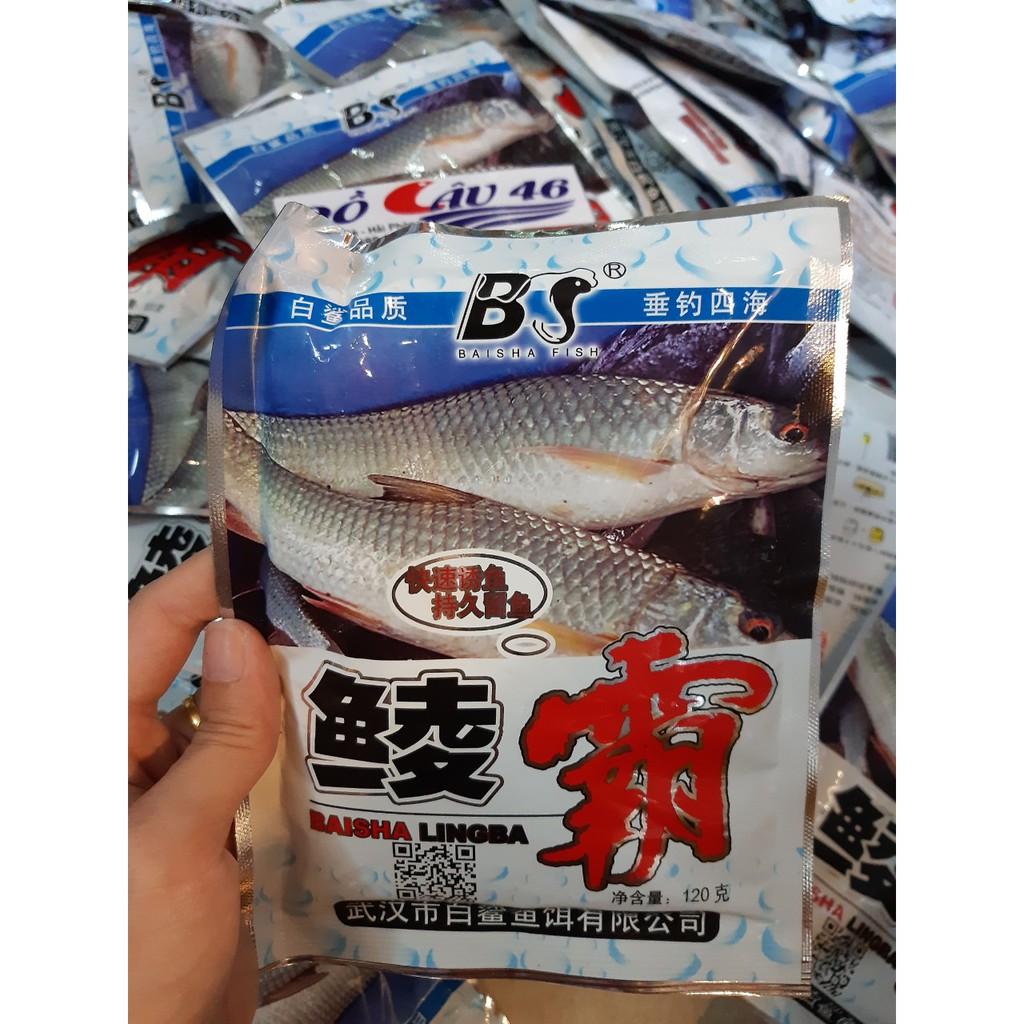 BS
ĐỒ CÂU 46
BS®
白鲨品质
垂钓四海
BAISHA FISH
快速诱鱼
持久留鱼
鲮霸
BAISHA LINGBA
净含量：120克
武汉市白鲨鱼饵有限公司